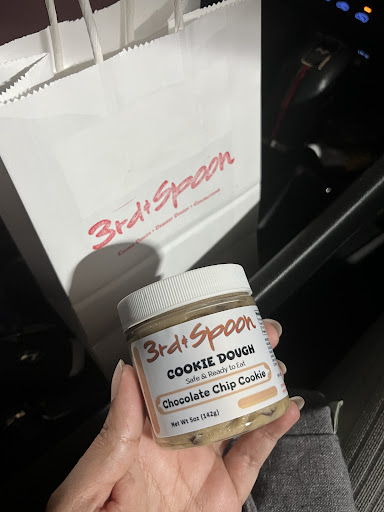 3rd+Spoon
3rd+Spoon
COOKIE DOUGH
Safe & Ready to Eat
Chocolate Chip Cookie
Net Wt 5oz (142g)